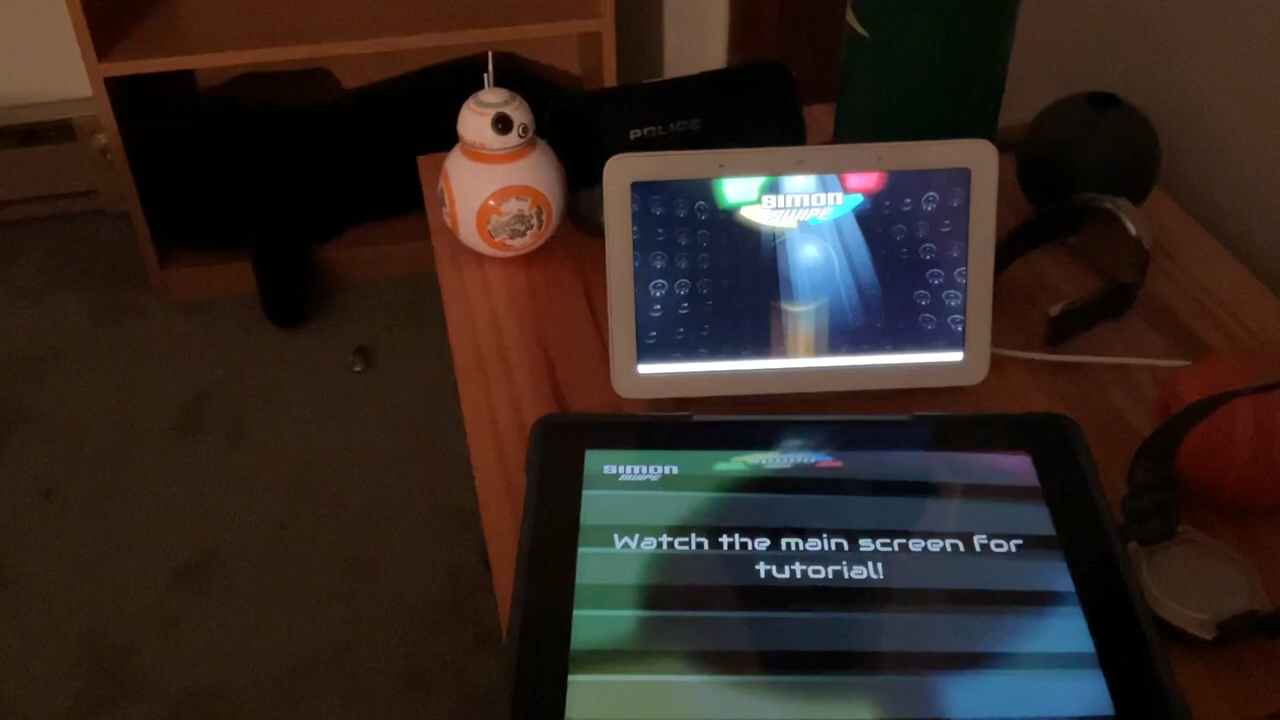 POLICE
SIMON
SWIPE
SIMON
SWIPE
Watch the main screen for
tutorial!